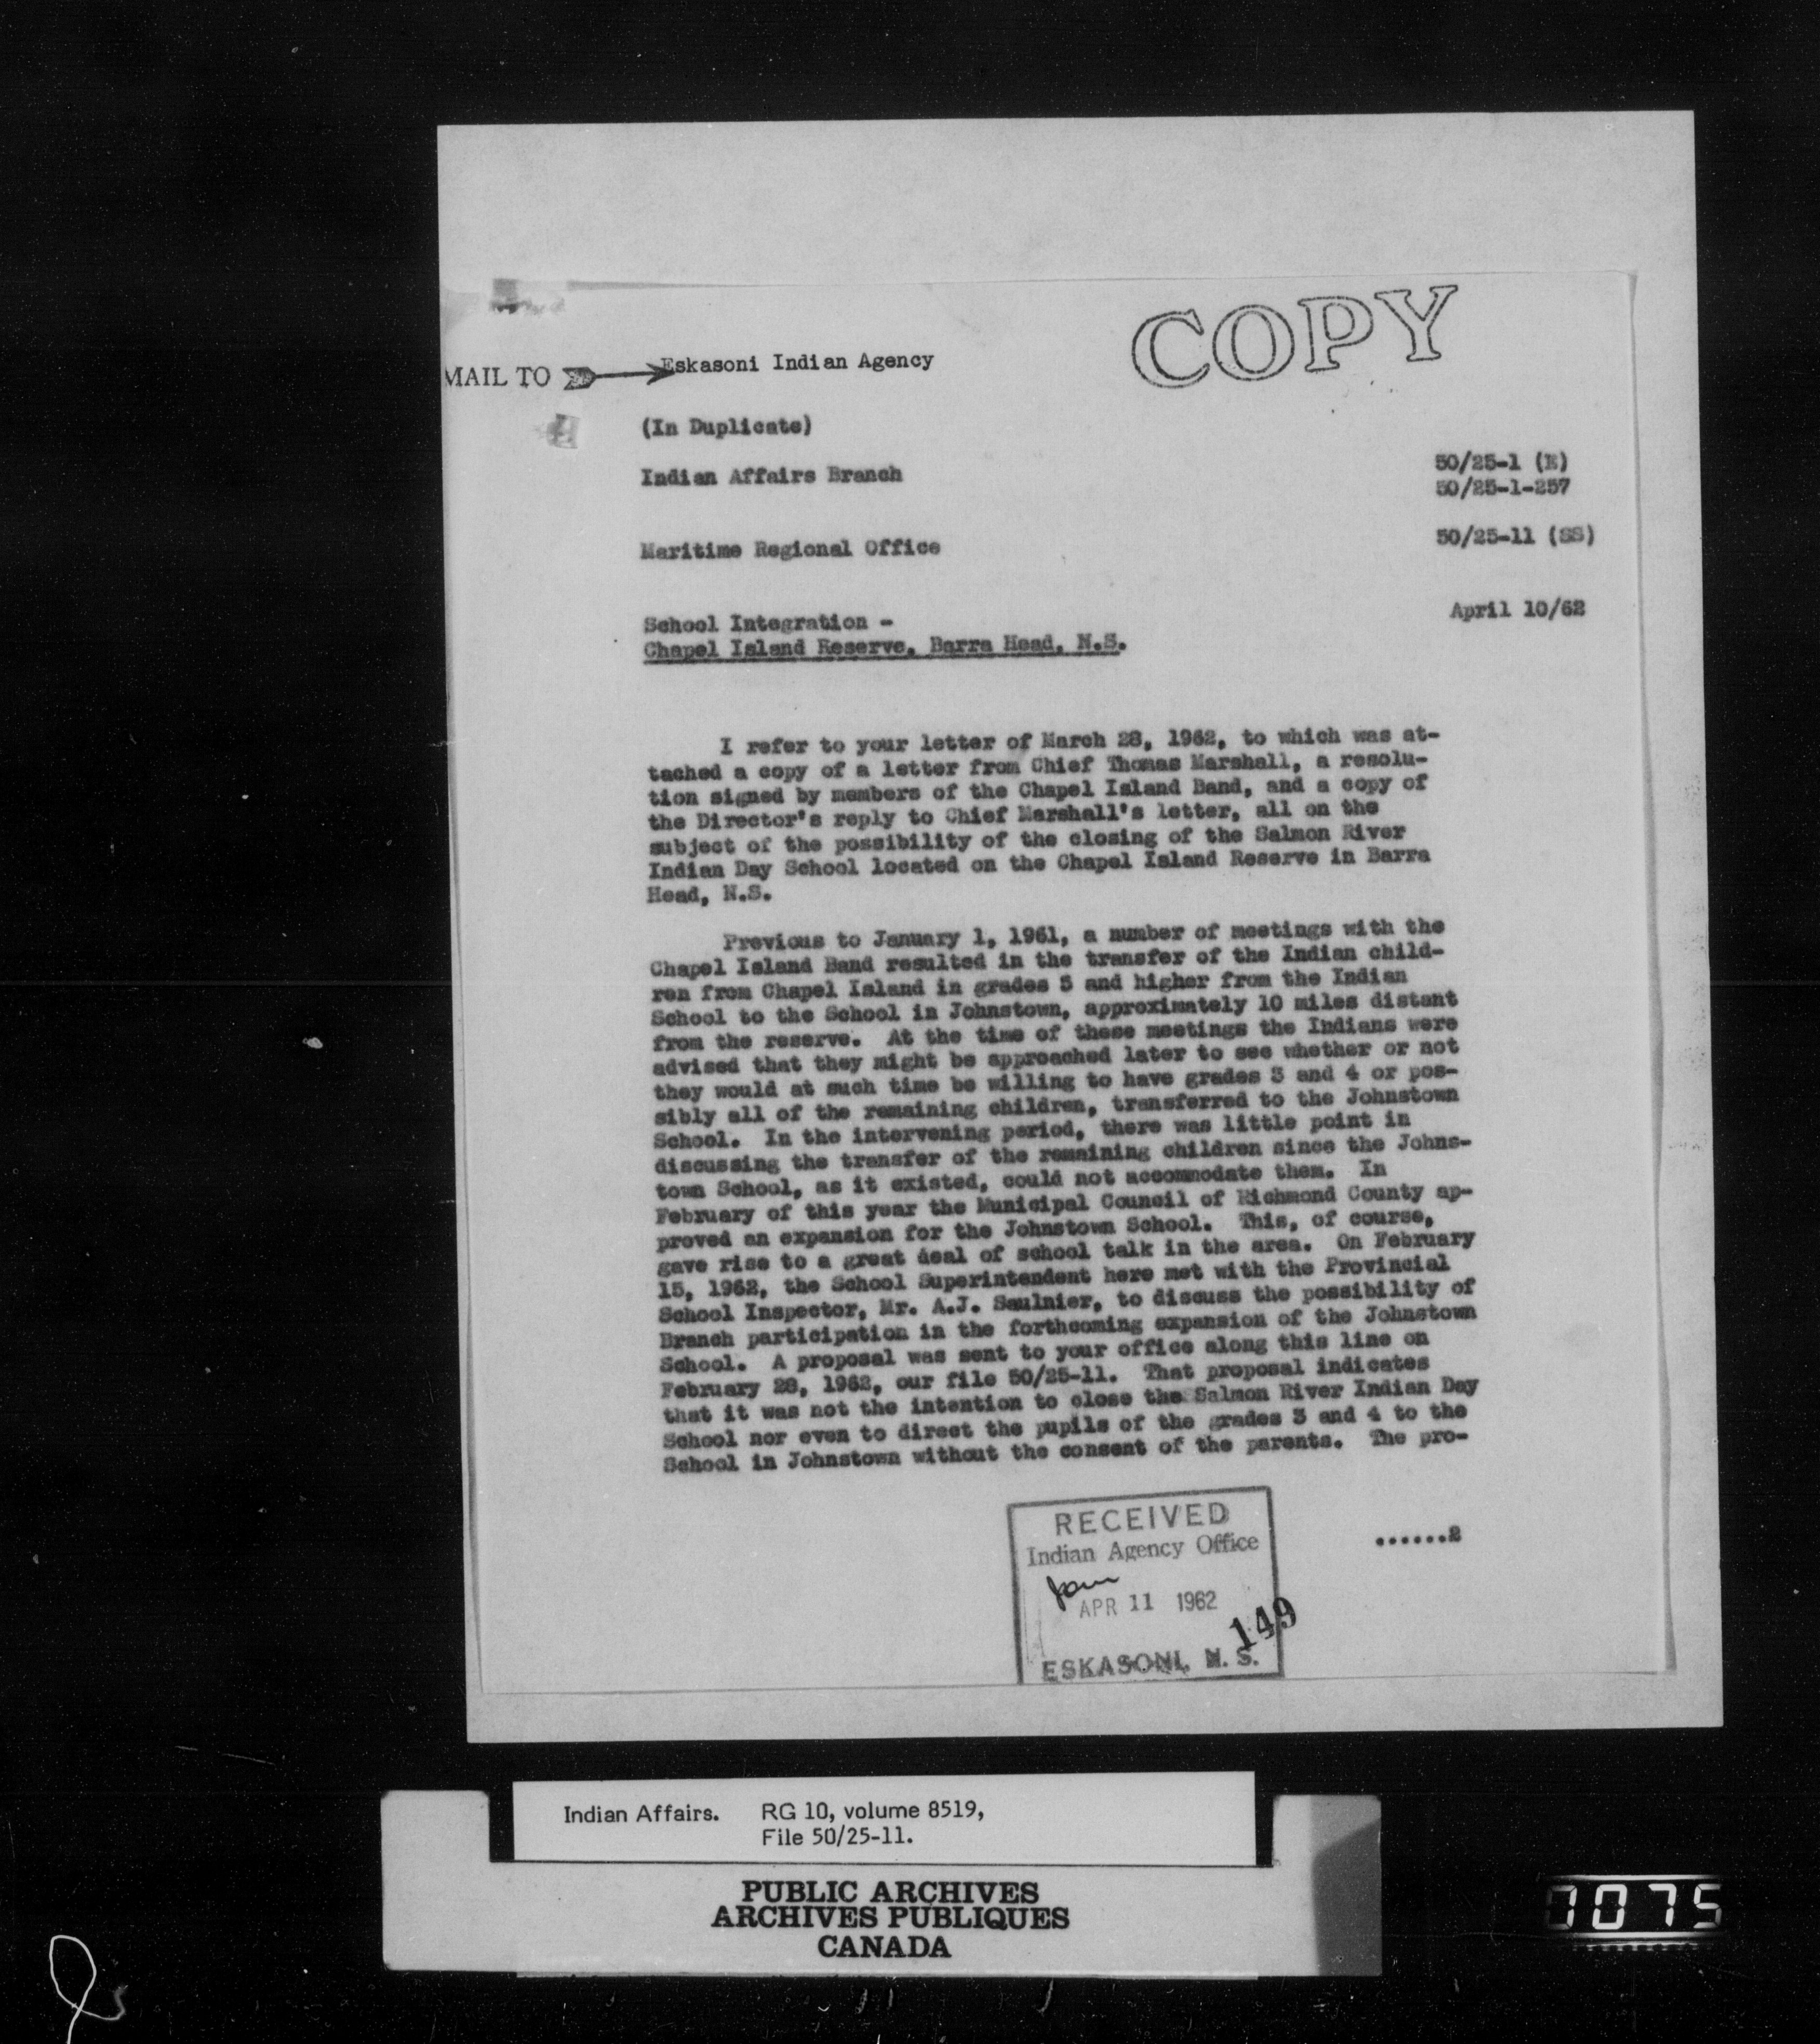 COPY
MAIL TO Eskasoni Indian Agency
(In Duplicate)
Indian Affairs Branch
50/25-1 (E)
50/25-1-257
Maritime Regional Office
50/25-11 (SS)
April 10/62
School Integration -
Chapel Island Reserve, Barra Head, N.S.
I refer to your letter of March 28, 1962, to which was at-
tached a copy of a letter from Chief Thomas Marshall, a resolu-
tion signed by members of the Chapel Island Band, and a copy of
the Director's reply to Chief Marshall's letter, all on the
subject of the possibility of the closing of the Salmon River
Indian Day School located on the Chapel Island Reserve in Barra
Head, N.S.
Previous to January 1, 1961, a number of meetings with the
Chapel Island Band resulted in the transfer of the Indian child-
ren from Chapel Island in grades 5 and higher from the Indian
School to the School in Johnstown, approximately 10 miles distant
from the reserve. At the time of these meetings the Indians were
advised that they might be approached later to see whether or not
they would at such time be willing to have grades 3 and 4 or pos-
sibly all of the remaining children, transferred to the Johnstown
School. In the intervening period, there was little point in
discussing the transfer of the remaining children since the Johns-
town School, as it existed, could not accommodate them. In
February of this year the Municipal Council of Richmond County ap-
proved an expansion for the Johnstown School. This, of course,
gave rise to a great deal of school talk in the area. On February
15, 1962, the School Superintendent here met with the Provincial
School Inspector, Mr. A.J. Saulnier, to discuss the possibility of
Branch participation in the forthcoming expansion of the Johnstown
School. A proposal was sent to your office along this line on
February 28, 1962, our file 50/25-11. That proposal indicates
that it was not the intention to close the Salmon River Indian Day
School nor even to direct the pupils of the grades 3 and 4 to the
School in Johnstown without the consent of the parents. The pro-
......2
RECEIVED
Indian Agency Office
APR 11 1962
149
ESKASONI, N. S.
Indian Affairs. RG 10, volume 8519,
File 50/25-11.
PUBLIC ARCHIVES
ARCHIVES PUBLIQUES
CANADA
1075